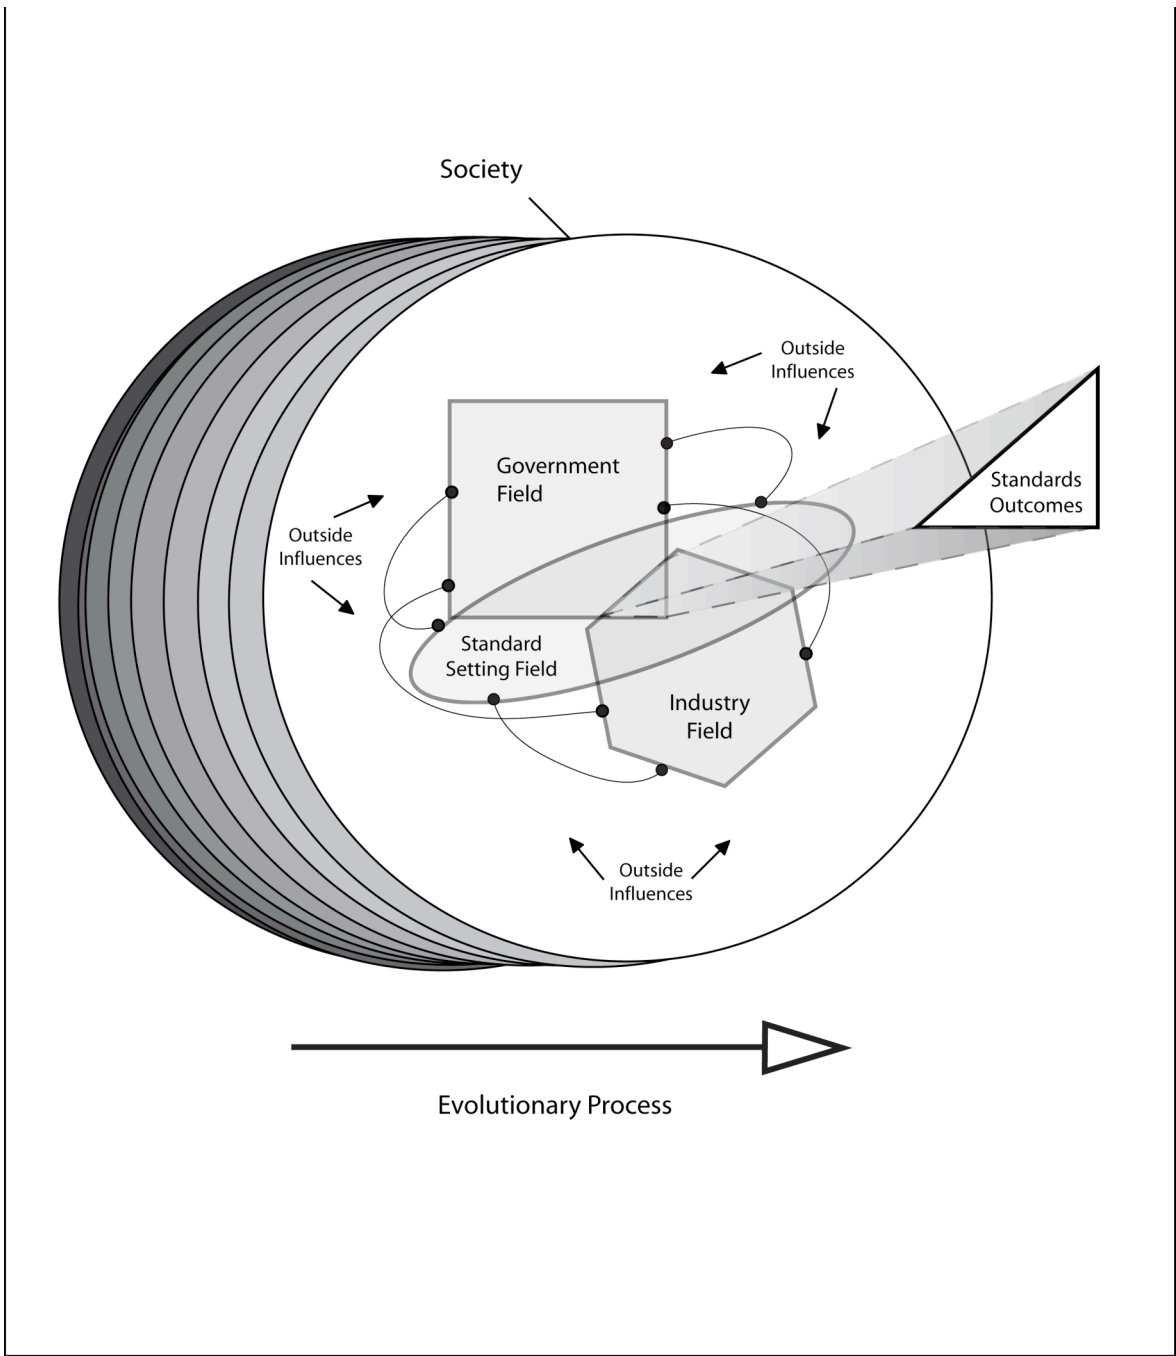 Society
Outside
Influences
Government
Field
Standards
Outcomes
Outside
Influences
Standard
Setting Field
Industry
Field
Outside
Influences
Evolutionary Process